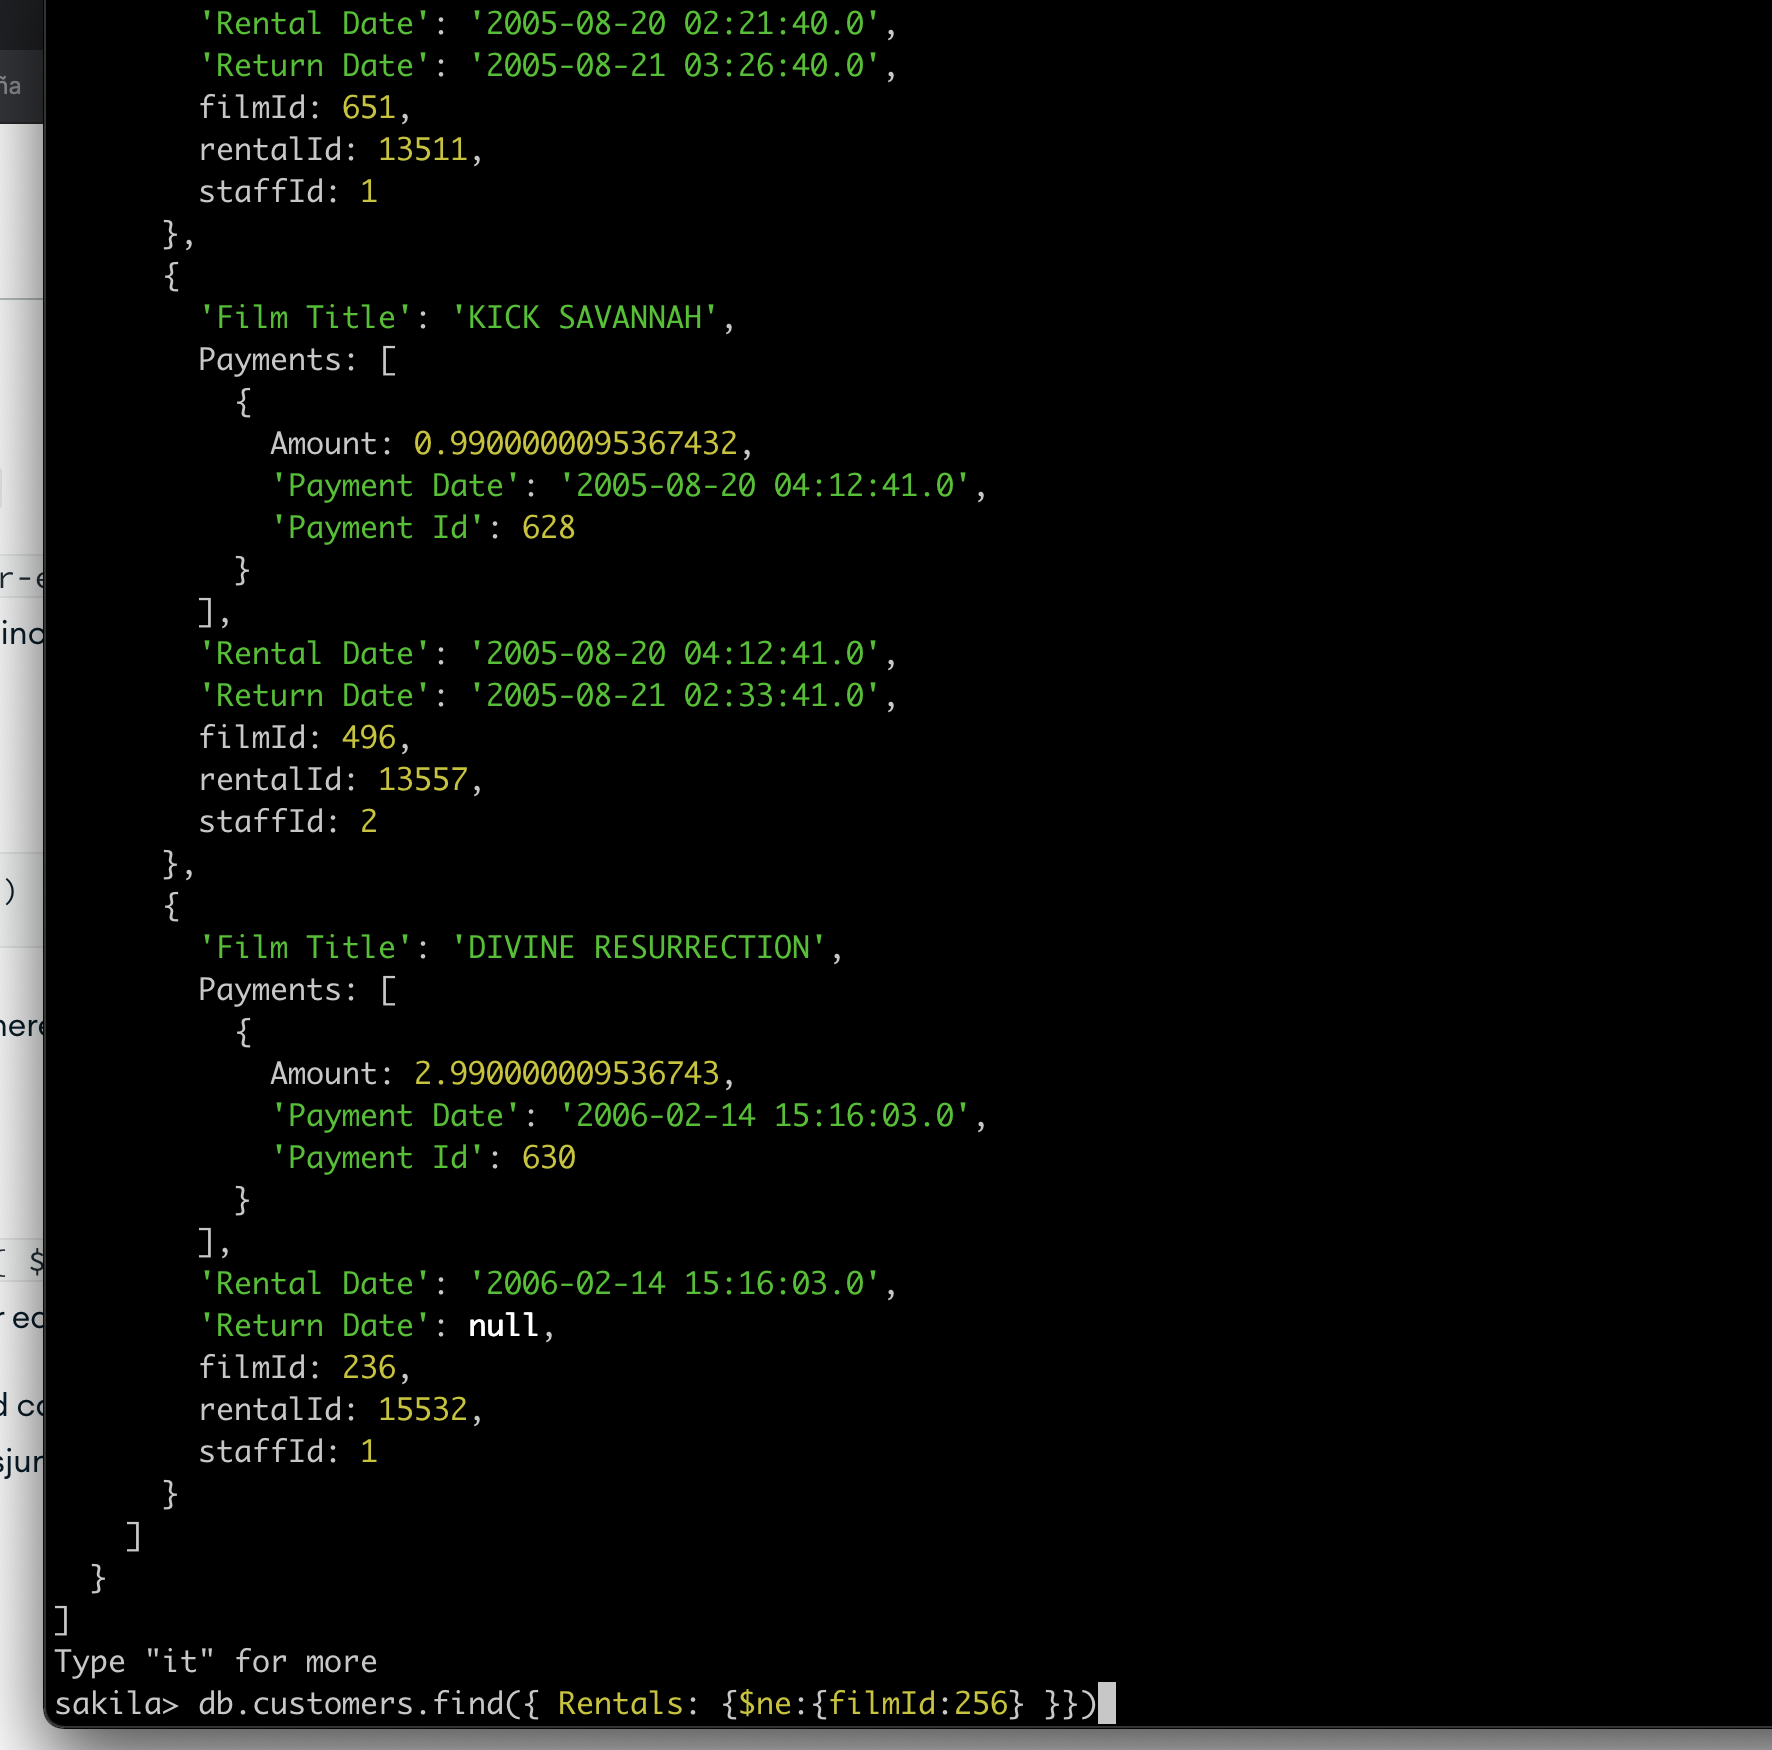 'Rental Date': '2005-08-20 02:21:40.0',
'Return Date': '2005-08-21 03:26:40.0',
filmId: 651,
rentalId: 13511,
staffId: 1
},
{
'Film Title': 'KICK SAVANNAH',
Payments: [
{
Amount: 0.9900000095367432,
'Payment Date': '2005-08-20 04:12:41.0',
'Payment Id': 628
}
],
'Rental Date': '2005-08-20 04:12:41.0',
'Return Date': '2005-08-21 02:33:41.0',
filmId: 496,
rentalId: 13557,
staffId: 2
},
{
'Film Title': 'DIVINE RESURRECTION',
Payments: [
{
Amount: 2.990000009536743,
'Payment Date': '2006-02-14 15:16:03.0',
'Payment Id': 630
}
],
'Rental Date': '2006-02-14 15:16:03.0',
'Return Date': null,
filmId: 236,
rentalId: 15532,
staffId: 1
}
]
}
]
Type "it" for more
sakila> db.customers.find({ Rentals: {$ne:{filmId:256} }})